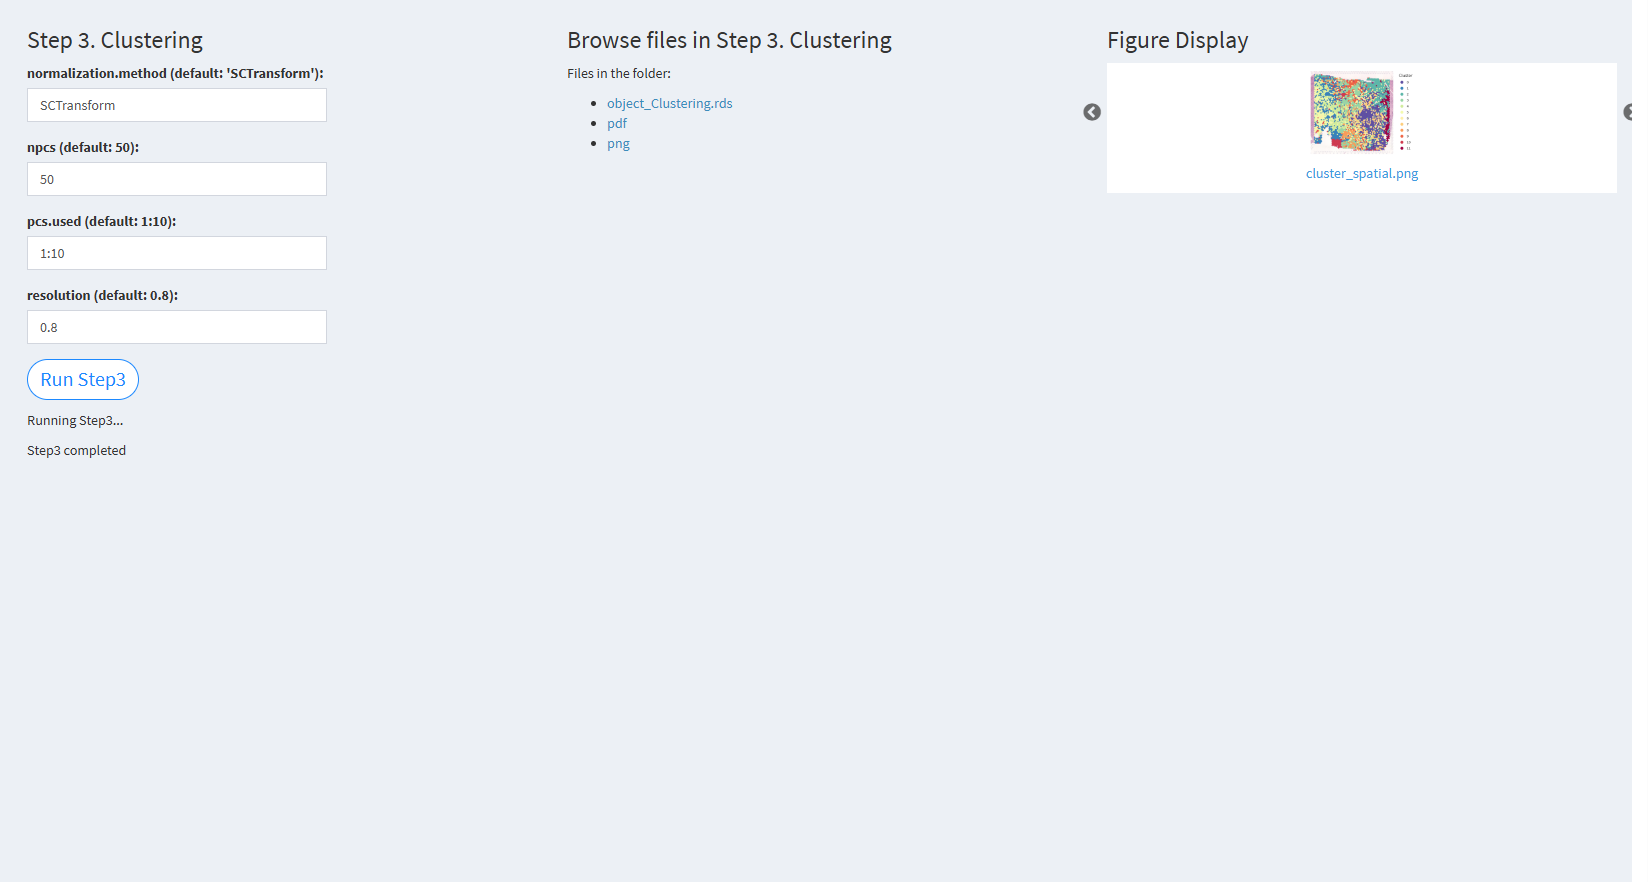 Step 3. Clustering
normalization.method (default: 'SCTransform'):
SCTransform
npcs (default: 50):
50
pcs.used (default: 1:10):
1:10
resolution (default: 0.8):
0.8
Run Step3
Running Step3...
Step3 completed
Browse files in Step 3. Clustering
Files in the folder:
object_Clustering.rds
pdf
png
Figure Display
Cluster
cluster_spatial.png